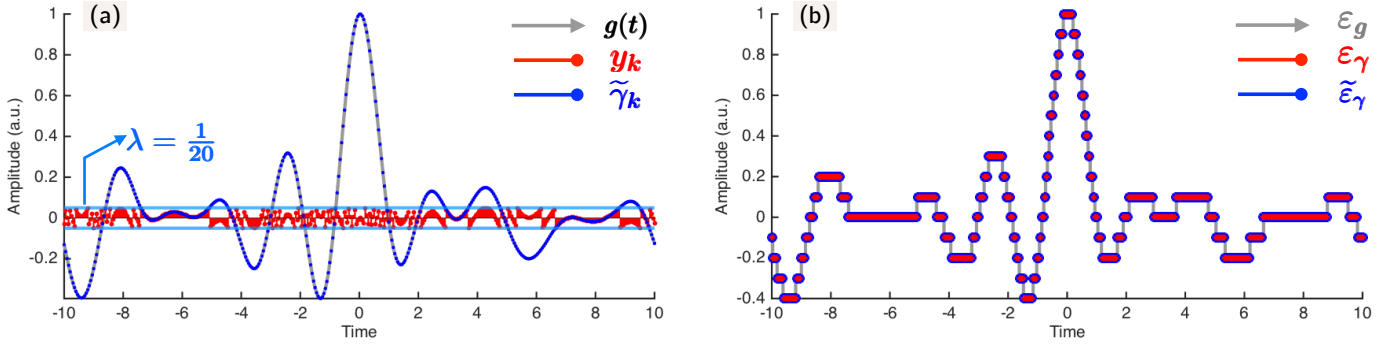 (a)
g(t)
y_k
γ̃_k
λ = 1/20
Amplitude (a.u.)
1
0.8
0.6
0.4
0.2
0
-0.2
-10 -8 -6 -4 -2 0 2 4 6 8 10
Time
(b)
ε_g
ε_γ
ε̃_γ
Amplitude (a.u.)
1
0.8
0.6
0.4
0.2
0
-0.2
-0.4
-10 -8 -6 -4 -2 0 2 4 6 8 10
Time